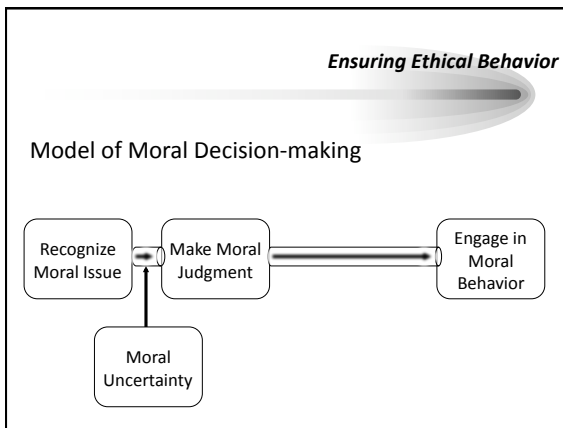 Ensuring Ethical Behavior
Model of Moral Decision-making
Recognize
Moral Issue
Make Moral
Judgment
Engage in
Moral
Behavior
Moral
Uncertainty